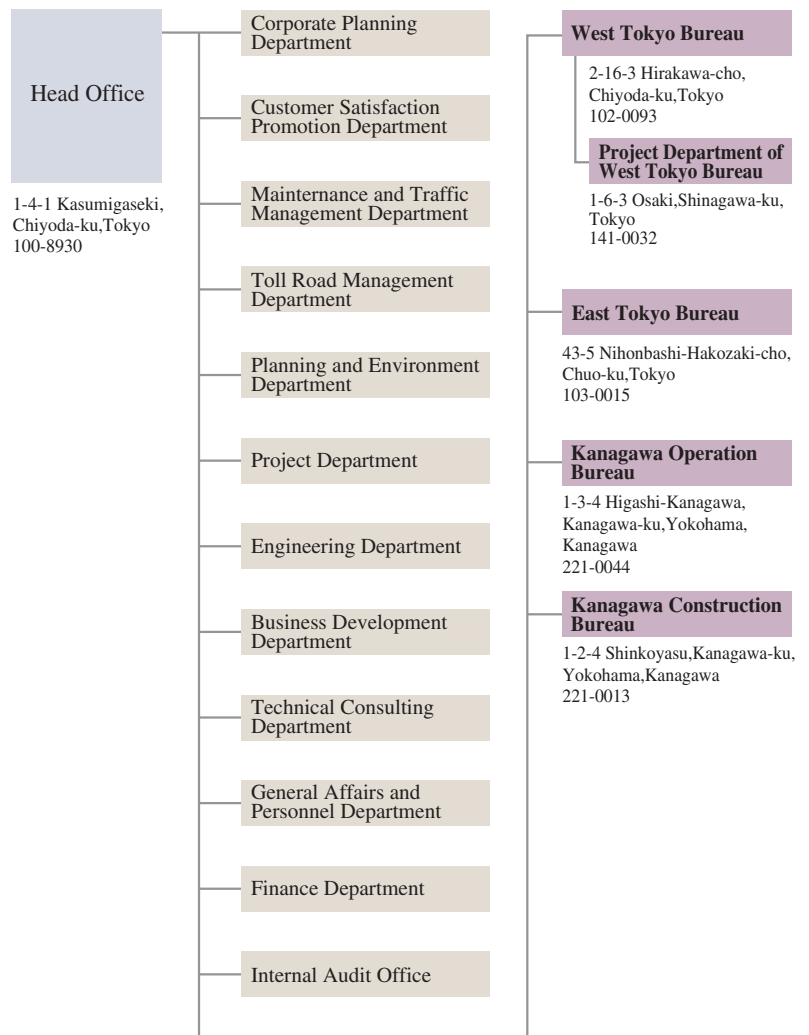 Head Office
1-4-1 Kasumigaseki,
Chiyoda-ku,Tokyo
100-8930
Corporate Planning
Department
Customer Satisfaction
Promotion Department
Mainternance and Traffic
Management Department
Toll Road Management
Department
Planning and Environment
Department
Project Department
Engineering Department
Business Development
Department
Technical Consulting
Department
General Affairs and
Personnel Department
Finance Department
Internal Audit Office
West Tokyo Bureau
2-16-3 Hirakawa-cho,
Chiyoda-ku,Tokyo
102-0093
Project Department of
West Tokyo Bureau
1-6-3 Osaki,Shinagawa-ku,
Tokyo
141-0032
East Tokyo Bureau
43-5 Nihonbashi-Hakozaki-cho,
Chuo-ku,Tokyo
103-0015
Kanagawa Operation
Bureau
1-3-4 Higashi-Kanagawa,
Kanagawa-ku,Yokohama,
Kanagawa
221-0044
Kanagawa Construction
Bureau
1-2-4 Shinkoyasu,Kanagawa-ku,
Yokohama,Kanagawa
221-0013